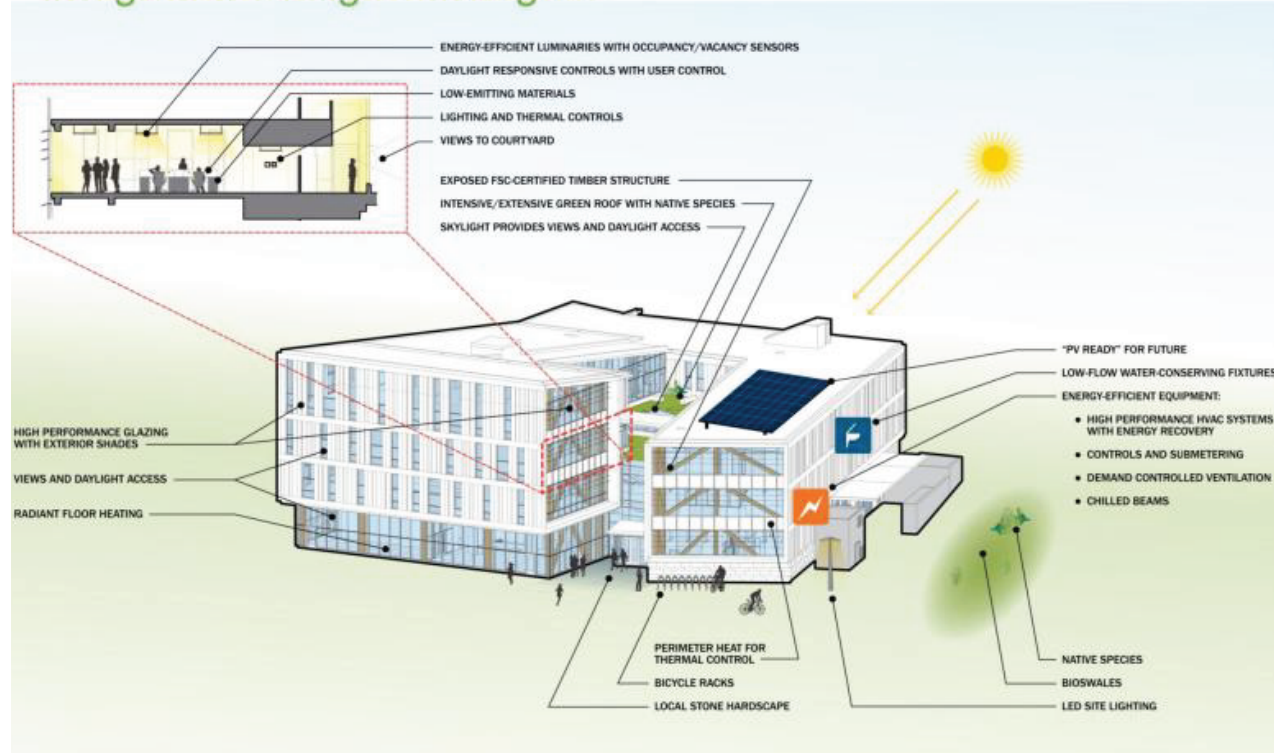 ENERGY-EFFICIENT LUMINARIES WITH OCCUPANCY/VACANCY SENSORS
DAYLIGHT RESPONSIVE CONTROLS WITH USER CONTROL
LOW-EMITTING MATERIALS
LIGHTING AND THERMAL CONTROLS
VIEWS TO COURTYARD
EXPOSED FSC-CERTIFIED TIMBER STRUCTURE
INTENSIVE/EXTENSIVE GREEN ROOF WITH NATIVE SPECIES
SKYLIGHT PROVIDES VIEWS AND DAYLIGHT ACCESS
HIGH PERFORMANCE GLAZING
WITH EXTERIOR SHADES
VIEWS AND DAYLIGHT ACCESS
RADIANT FLOOR HEATING
"PV READY" FOR FUTURE
LOW-FLOW WATER-CONSERVING FIXTURES
ENERGY-EFFICIENT EQUIPMENT:
• HIGH PERFORMANCE HVAC SYSTEMS
WITH ENERGY RECOVERY
• CONTROLS AND SUBMETERING
• DEMAND CONTROLLED VENTILATION
• CHILLED BEAMS
PERIMETER HEAT FOR
THERMAL CONTROL
BICYCLE RACKS
LOCAL STONE HARDSCAPE
NATIVE SPECIES
BIOSWALES
LED SITE LIGHTING